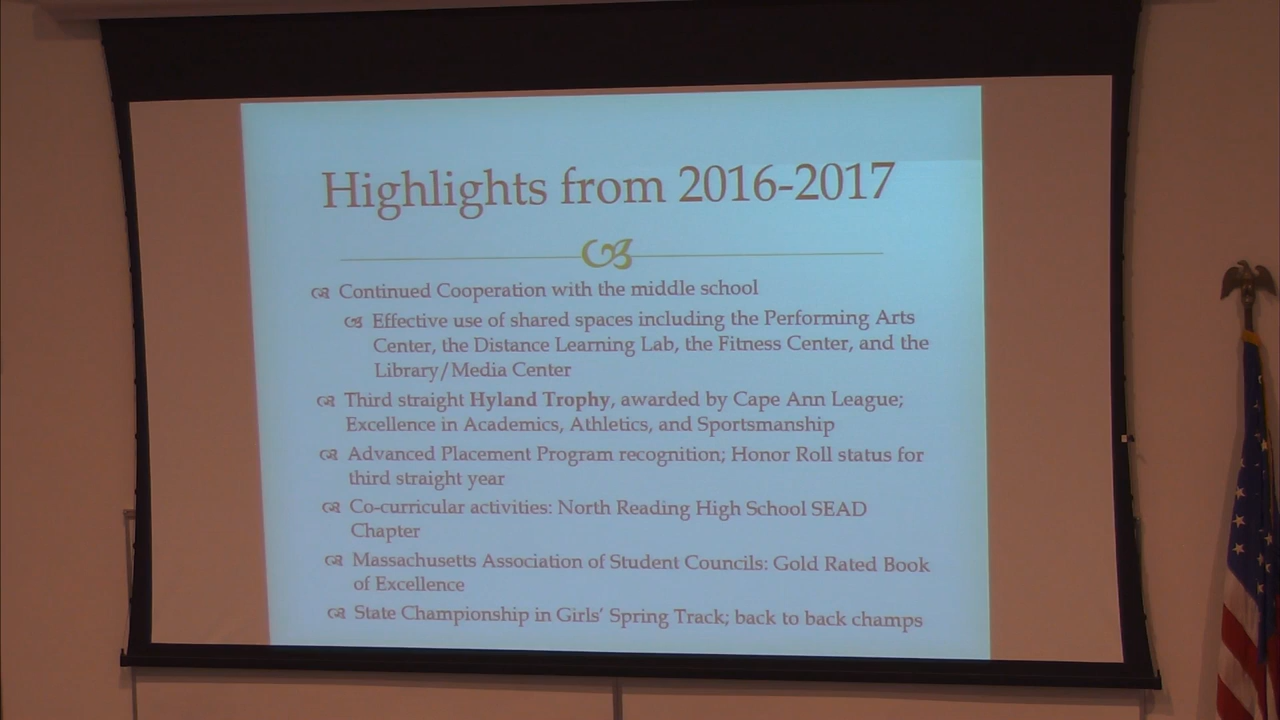 Highlights from 2016-2017
Continued Cooperation with the middle school
Effective use of shared spaces including the Performing Arts
Center, the Distance Learning Lab, the Fitness Center, and the
Library/Media Center
Third straight Hyland Trophy, awarded by Cape Ann League;
Excellence in Academics, Athletics, and Sportsmanship
Advanced Placement Program recognition; Honor Roll status for
third straight year
Co-curricular activities: North Reading High School SEAD
Chapter
Massachusetts Association of Student Councils: Gold Rated Book
of Excellence
State Championship in Girls' Spring Track; back to back champs